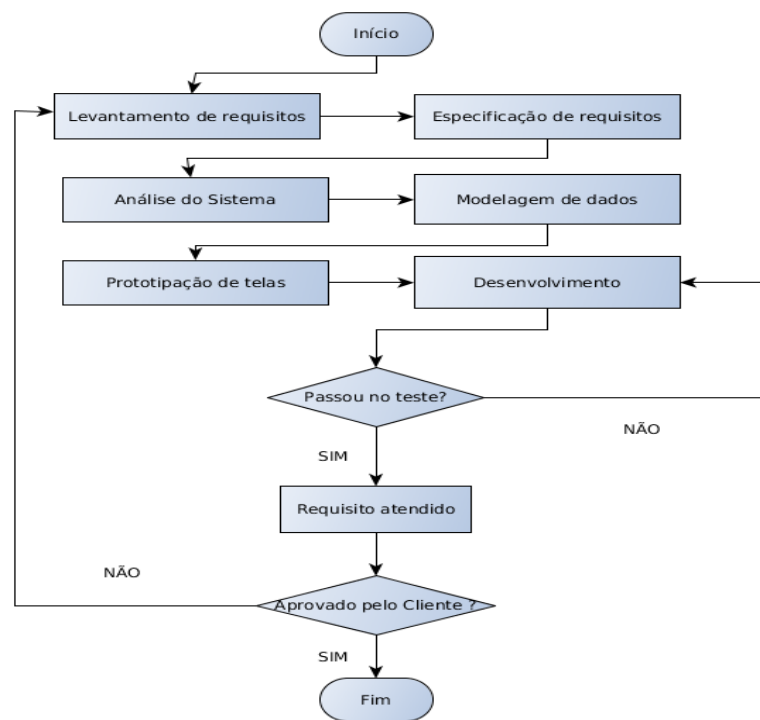 Início
Levantamento de requisitos
Especificação de requisitos
Análise do Sistema
Modelagem de dados
Prototipação de telas
Desenvolvimento
Passou no teste?
NÃO
SIM
Requisito atendido
NÃO
Aprovado pelo Cliente ?
SIM
Fim